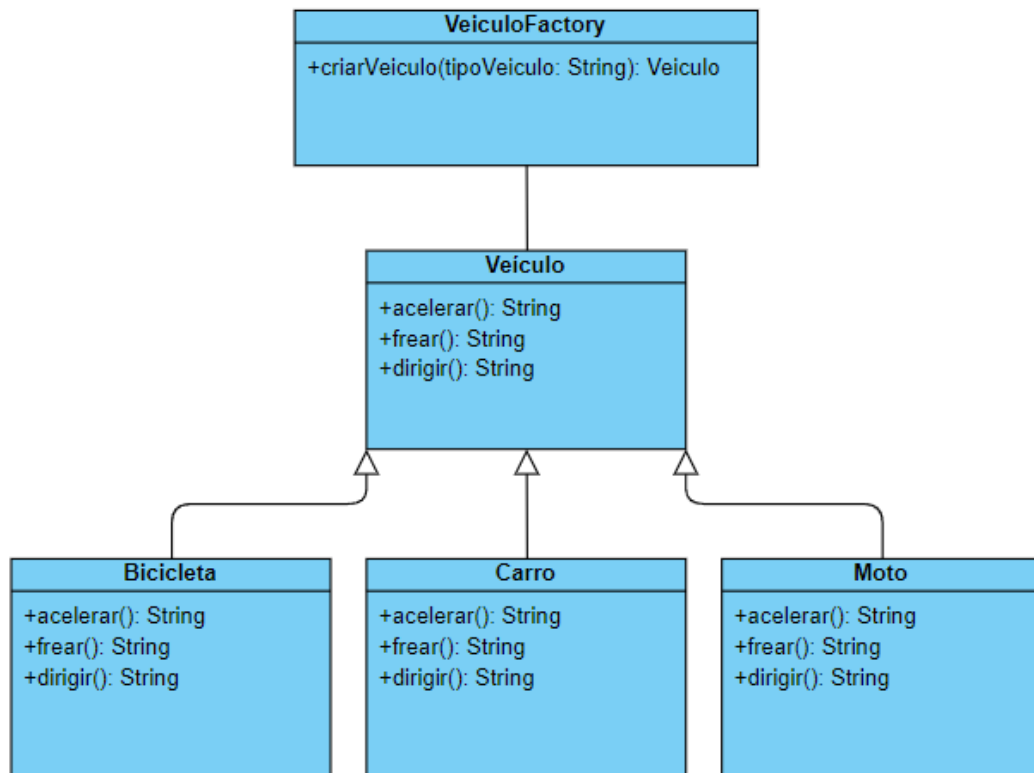 VeiculoFactory
+criarVeiculo(tipoVeiculo: String): Veiculo
Veículo
+acelerar(): String
+frear(): String
+dirigir(): String
Bicicleta
+acelerar(): String
+frear(): String
+dirigir(): String
Carro
+acelerar(): String
+frear(): String
+dirigir(): String
Moto
+acelerar(): String
+frear(): String
+dirigir(): String